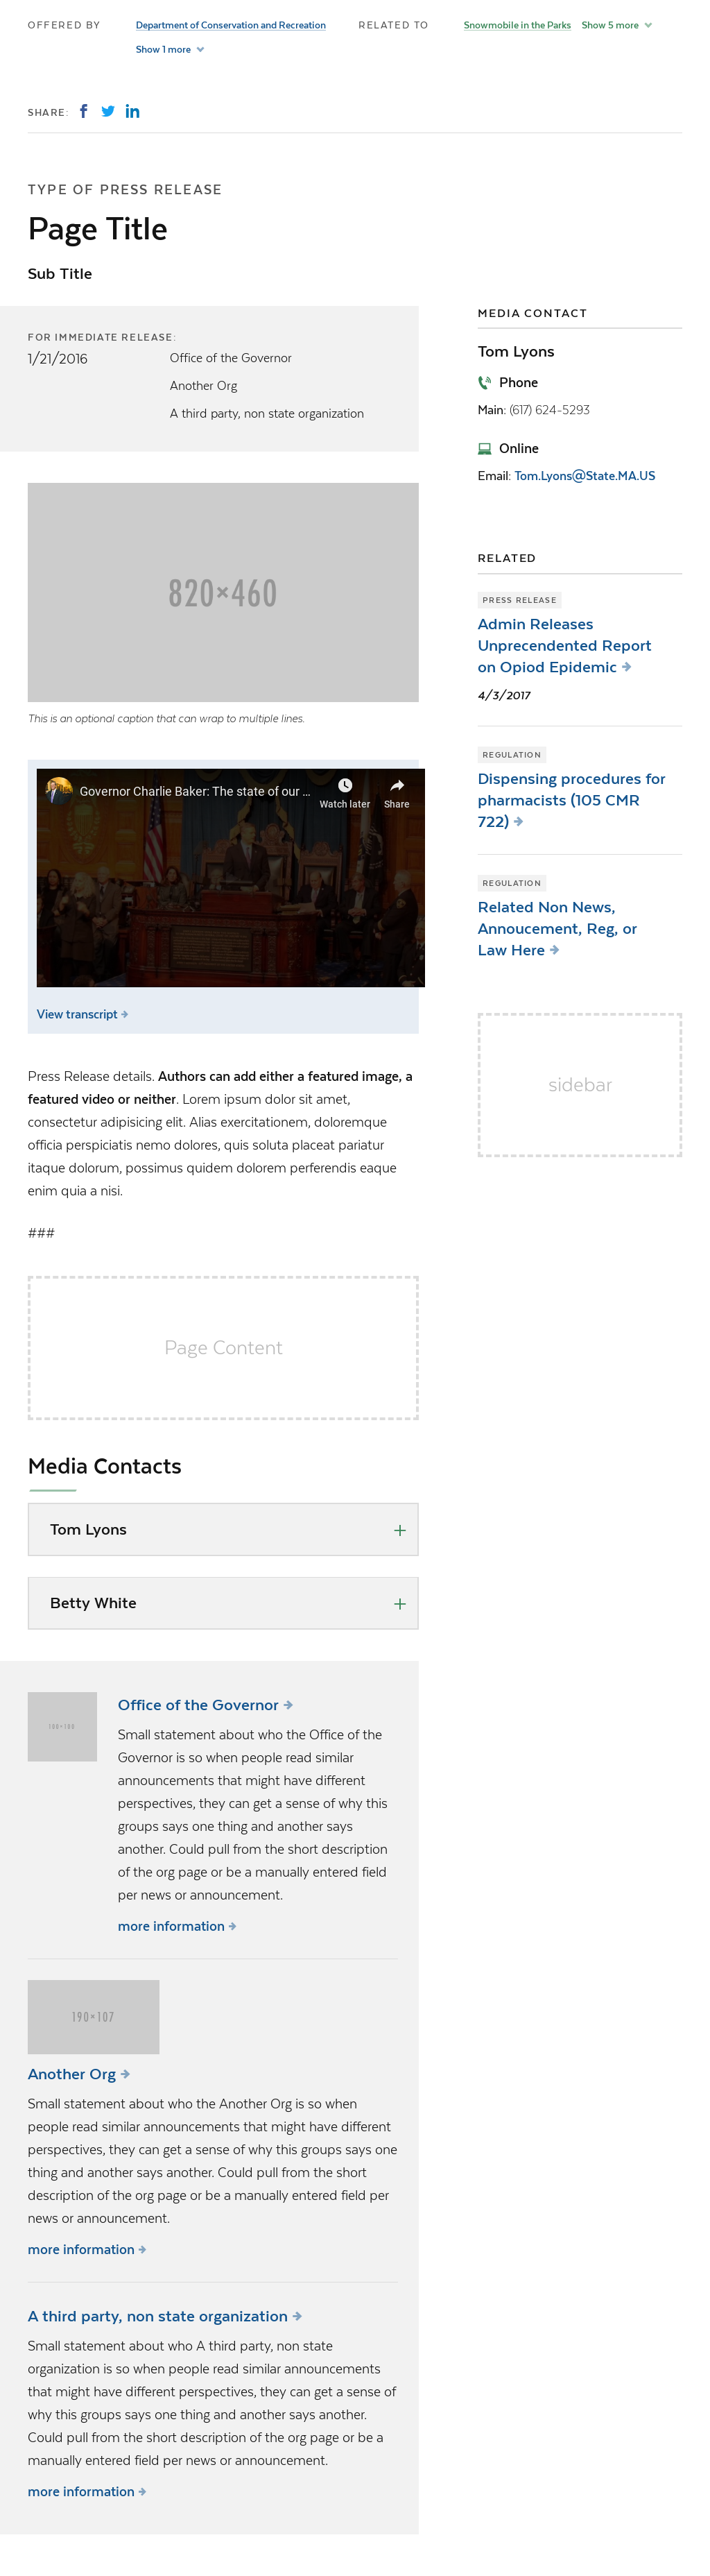 OFFERED BY
Department of Conservation and Recreation
Show 1 more
RELATED TO
Snowmobile in the Parks Show 5 more
SHARE:
TYPE OF PRESS RELEASE
Page Title
Sub Title
FOR IMMEDIATE RELEASE:
1/21/2016
Office of the Governor
Another Org
A third party, non state organization
820×460
This is an optional caption that can wrap to multiple lines.
Governor Charlie Baker: The state of our ...
Watch later
Share
View transcript
Press Release details. Authors can add either a featured image, a
featured video or neither. Lorem ipsum dolor sit amet,
consectetur adipisicing elit. Alias exercitationem, doloremque
officia perspiciatis nemo dolores, quis soluta placeat pariatur
itaque dolorum, possimus quidem dolorem perferendis eaque
enim quia a nisi.
###
Page Content
Media Contacts
Tom Lyons
Betty White
100×100
Office of the Governor
Small statement about who the Office of the
Governor is so when people read similar
announcements that might have different
perspectives, they can get a sense of why this
groups says one thing and another says
another. Could pull from the short description
of the org page or be a manually entered field
per news or announcement.
more information
190×107
Another Org
Small statement about who the Another Org is so when
people read similar announcements that might have different
perspectives, they can get a sense of why this groups says one
thing and another says another. Could pull from the short
description of the org page or be a manually entered field per
news or announcement.
more information
A third party, non state organization
Small statement about who A third party, non state
organization is so when people read similar announcements
that might have different perspectives, they can get a sense of
why this groups says one thing and another says another.
Could pull from the short description of the org page or be a
manually entered field per news or announcement.
more information
MEDIA CONTACT
Tom Lyons
Phone
Main: (617) 624-5293
Online
Email: Tom.Lyons@State.MA.US
RELATED
PRESS RELEASE
Admin Releases
Unprecendented Report
on Opiod Epidemic
4/3/2017
REGULATION
Dispensing procedures for
pharmacists (105 CMR
722)
REGULATION
Related Non News,
Annoucement, Reg, or
Law Here
sidebar